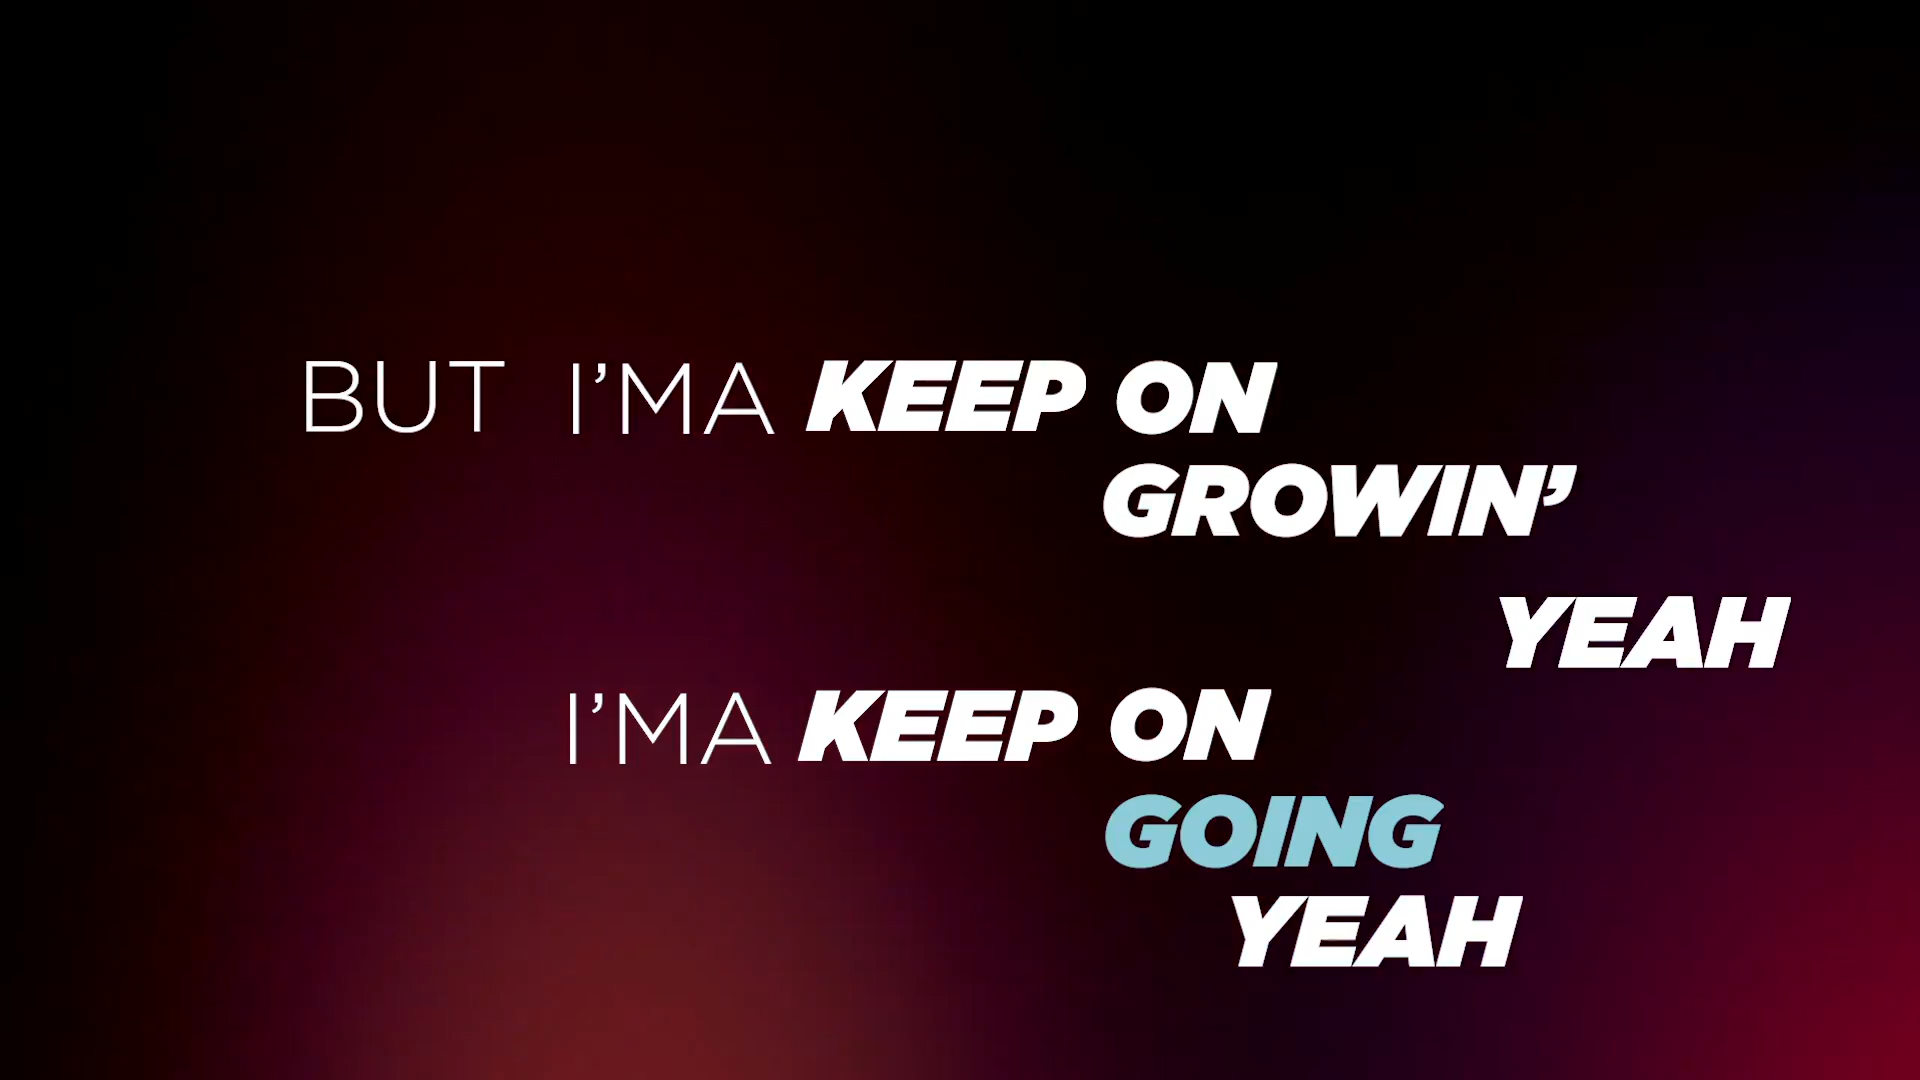 BUT I’MA KEEP ON
GROWIN’
YEAH
I’MA KEEP ON
GOING
YEAH